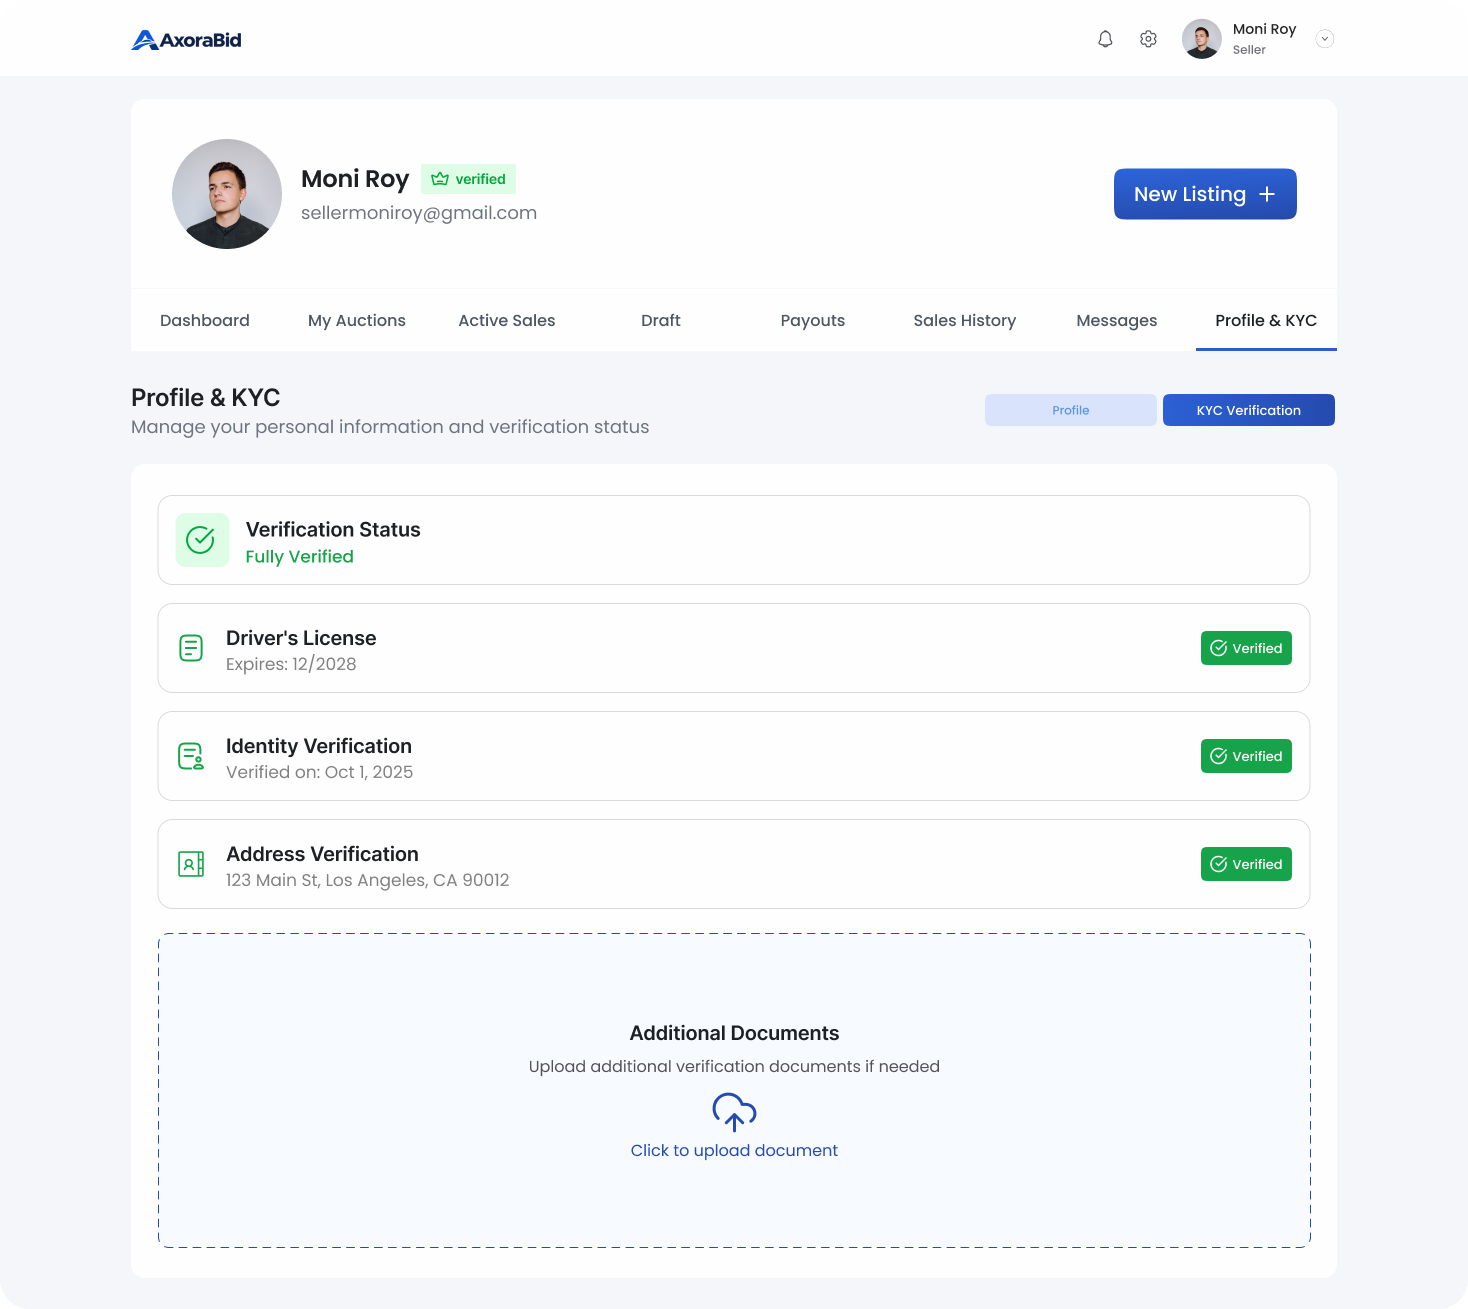 AxoraBid
Moni Roy
Seller
Moni Roy
verified
sellermoniroy@gmail.com
New Listing
Dashboard
My Auctions
Active Sales
Draft
Payouts
Sales History
Messages
Profile & KYC
Profile & KYC
Manage your personal information and verification status
Profile
KYC Verification
Verification Status
Fully Verified
Driver's License
Expires: 12/2028
Verified
Identity Verification
Verified on: Oct 1, 2025
Verified
Address Verification
123 Main St, Los Angeles, CA 90012
Verified
Additional Documents
Upload additional verification documents if needed
Click to upload document